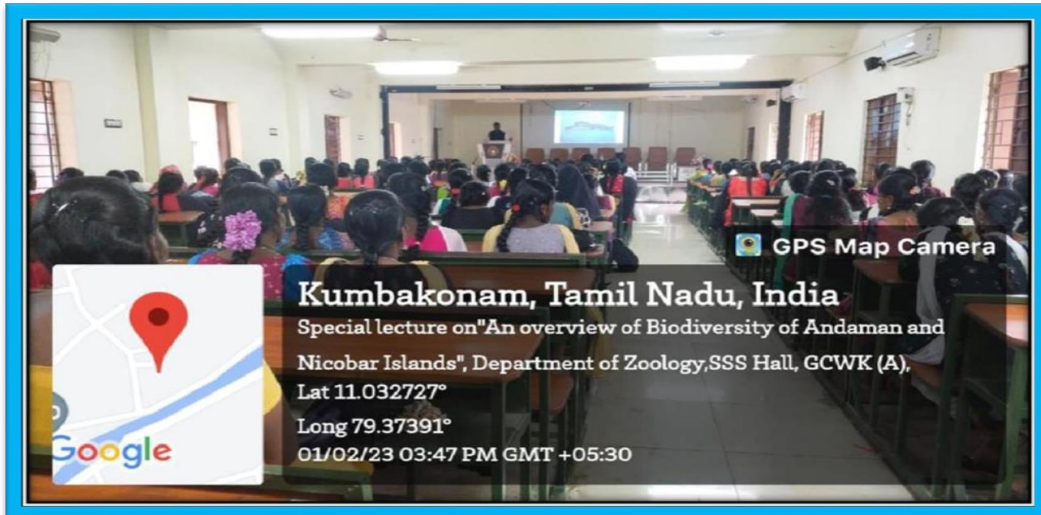 GPS Map Camera
Kumbakonam, Tamil Nadu, India
Special lecture on"An overview of Biodiversity of Andaman and
Nicobar Islands", Department of Zoology,SSS Hall, GCWK (A),
Lat 11.032727°
Long 79.37391°
01/02/23 03:47 PM GMT +05:30
Google